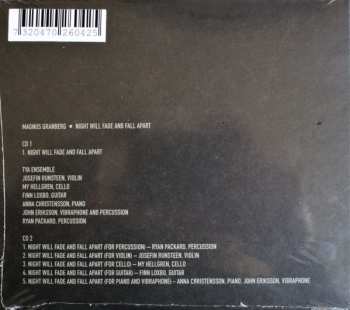 7320470260425
MAGNUS GRANBERG ● NIGHT WILL FADE AND FALL APART
CD 1
1. NIGHT WILL FADE AND FALL APART
TYA ENSEMBLE
JOSEFIN RUNSTEEN, VIOLIN
MY HELLGREN, CELLO
FINN LOXBO, GUITAR
ANNA CHRISTENSSON, PIANO
JOHN ERIKSSON, VIBRAPHONE AND PERCUSSION
RYAN PACKARD, PERCUSSION
CD 2
1. NIGHT WILL FADE AND FALL APART (FOR PERCUSSION) – RYAN PACKARD, PERCUSSION
2. NIGHT WILL FADE AND FALL APART (FOR VIOLIN) – JOSEFIN RUNSTEEN, VIOLIN
3. NIGHT WILL FADE AND FALL APART (FOR CELLO) – MY HELLGREN, CELLO
4. NIGHT WILL FADE AND FALL APART (FOR GUITAR) – FINN LOXBO, GUITAR
5. NIGHT WILL FADE AND FALL APART (FOR PIANO AND VIBRAPHONE) – ANNA CHRISTENSSON, PIANO, JOHN ERIKSSON, VIBRAPHONE